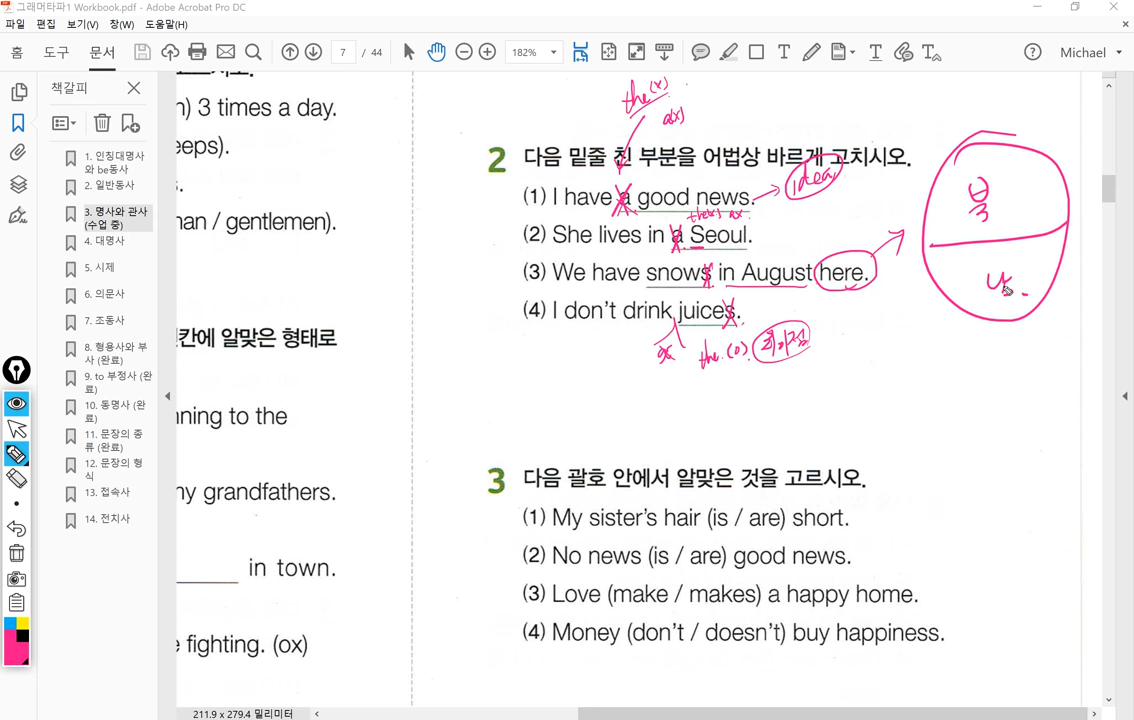 그래머타파1 Workbook.pdf - Adobe Acrobat Pro DC
파일 편집 보기(V) 창(W) 도움말(H)
홈 도구 문서 7 / 44 182% Michael
책갈피
1. 인칭대명사와 be동사
2. 일반동사
3. 명사와 관사 (수업 중)
4. 대명사
5. 시제
6. 의문사
7. 조동사
8. 형용사와 부사 (완료)
9. to 부정사 (완료)
10. 동명사 (완료)
11. 문장의 종류 (완료)
12. 문장의 형식
13. 접속사
14. 전치사
n) 3 times a day.
eeps).
s.
man / gentlemen).
빈칸에 알맞은 형태로
nning to the
ny grandfathers.
in town.
e fighting. (ox)
the (x)
a(x)
2 다음 밑줄 친 부분을 어법상 바르게 고치시오.
(1) I have a good news. idea
(2) She lives in a Seoul.
(3) We have snows in August here.
(4) I don't drink juices.
the (o)
북
남
3 다음 괄호 안에서 알맞은 것을 고르시오.
(1) My sister's hair (is / are) short.
(2) No news (is / are) good news.
(3) Love (make / makes) a happy home.
(4) Money (don't / doesn't) buy happiness.
211.9 x 279.4 밀리미터